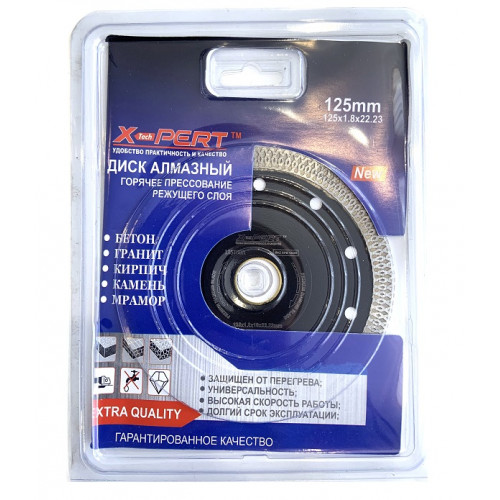 125mm
125x1.8x22.23
X-Tech PERT™
УДОБСТВО ПРАКТИЧНОСТЬ И КАЧЕСТВО
ДИСК АЛМАЗНЫЙ
ГОРЯЧЕЕ ПРЕССОВАНИЕ
РЕЖУЩЕГО СЛОЯ
New
• БЕТОН
• ГРАНИТ
• КИРПИЧ
• КАМЕНЬ
• МРАМОР
• ЗАЩИЩЕН ОТ ПЕРЕГРЕВА;
• УНИВЕРСАЛЬНОСТЬ;
• ВЫСОКАЯ СКОРОСТЬ РАБОТЫ;
• ДОЛГИЙ СРОК ЭКСПЛУАТАЦИИ;
XTRA QUALITY
ГАРАНТИРОВАННОЕ КАЧЕСТВО